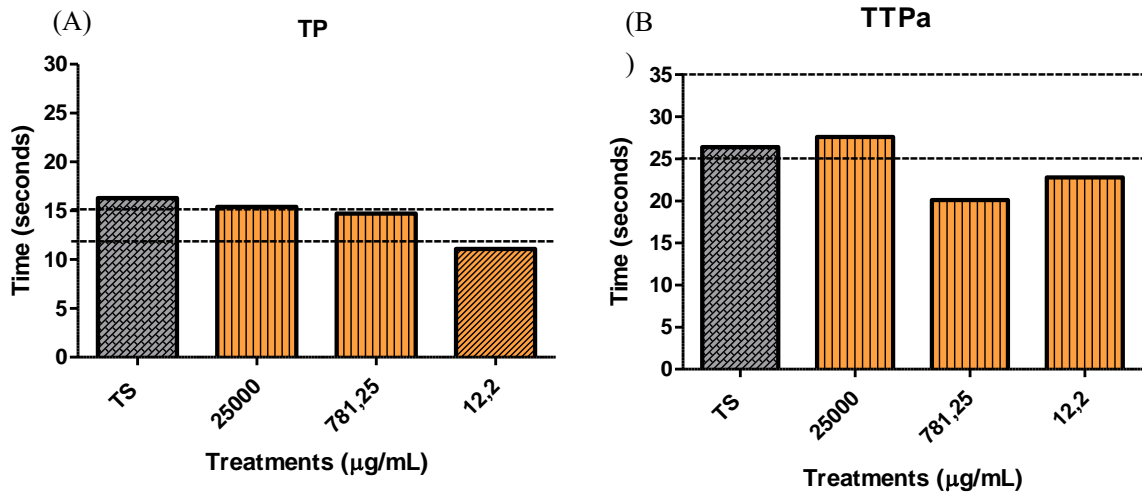 (A)
TP
30
25
20
15
10
5
0
Time (seconds)
TS
25000
781,25
12,2
Treatments (µg/mL)
(B
)
TTPa
35
30
25
20
15
10
5
0
Time (seconds)
TS
25000
781,25
12,2
Treatments (µg/mL)